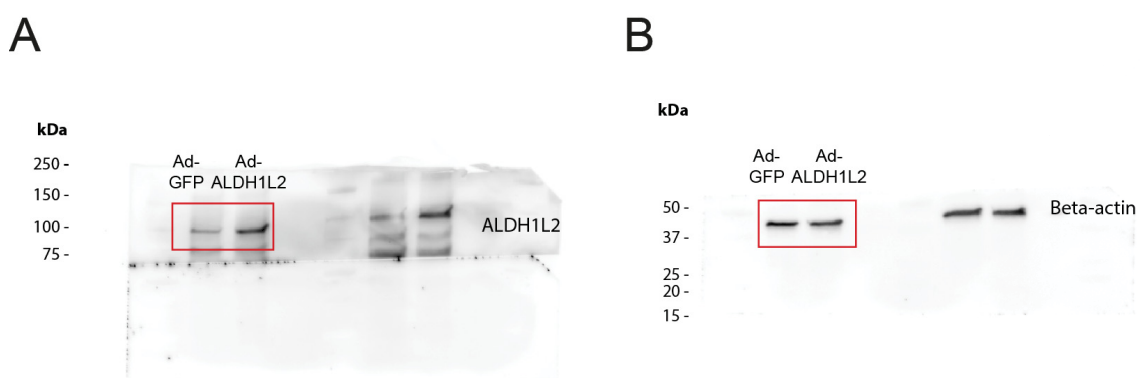 A
kDa
250 -
150 -
100 -
75 -
Ad-
GFP
Ad-
ALDH1L2
ALDH1L2
B
kDa
50 -
37 -
25 -
20 -
15 -
Ad-
GFP
Ad-
ALDH1L2
Beta-actin